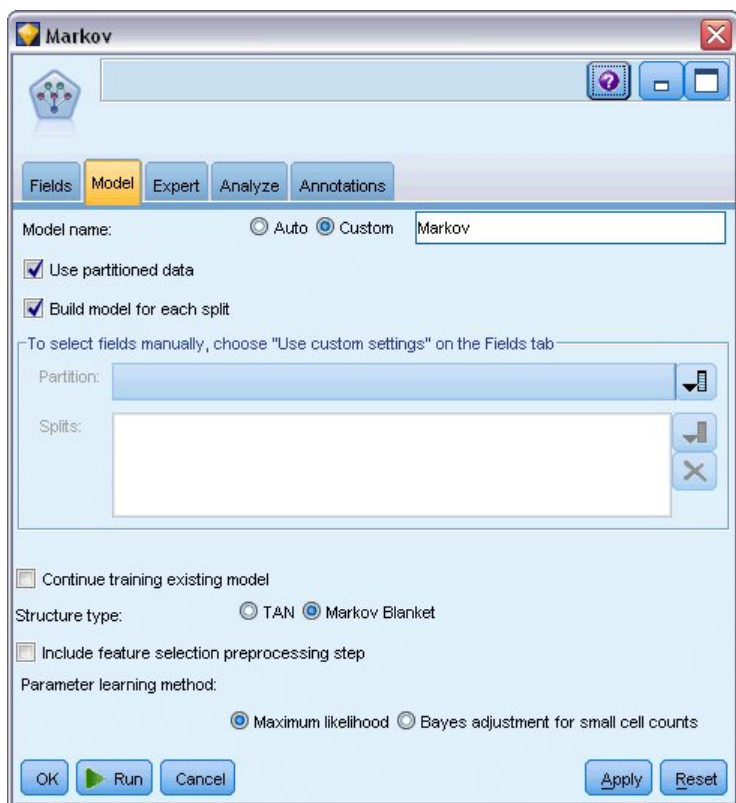 Markov
Fields Model Expert Analyze Annotations
Model name: Auto Custom Markov
Use partitioned data
Build model for each split
To select fields manually, choose "Use custom settings" on the Fields tab
Partition:
Splits:
Continue training existing model
Structure type: TAN Markov Blanket
Include feature selection preprocessing step
Parameter learning method:
Maximum likelihood Bayes adjustment for small cell counts
OK Run Cancel Apply Reset